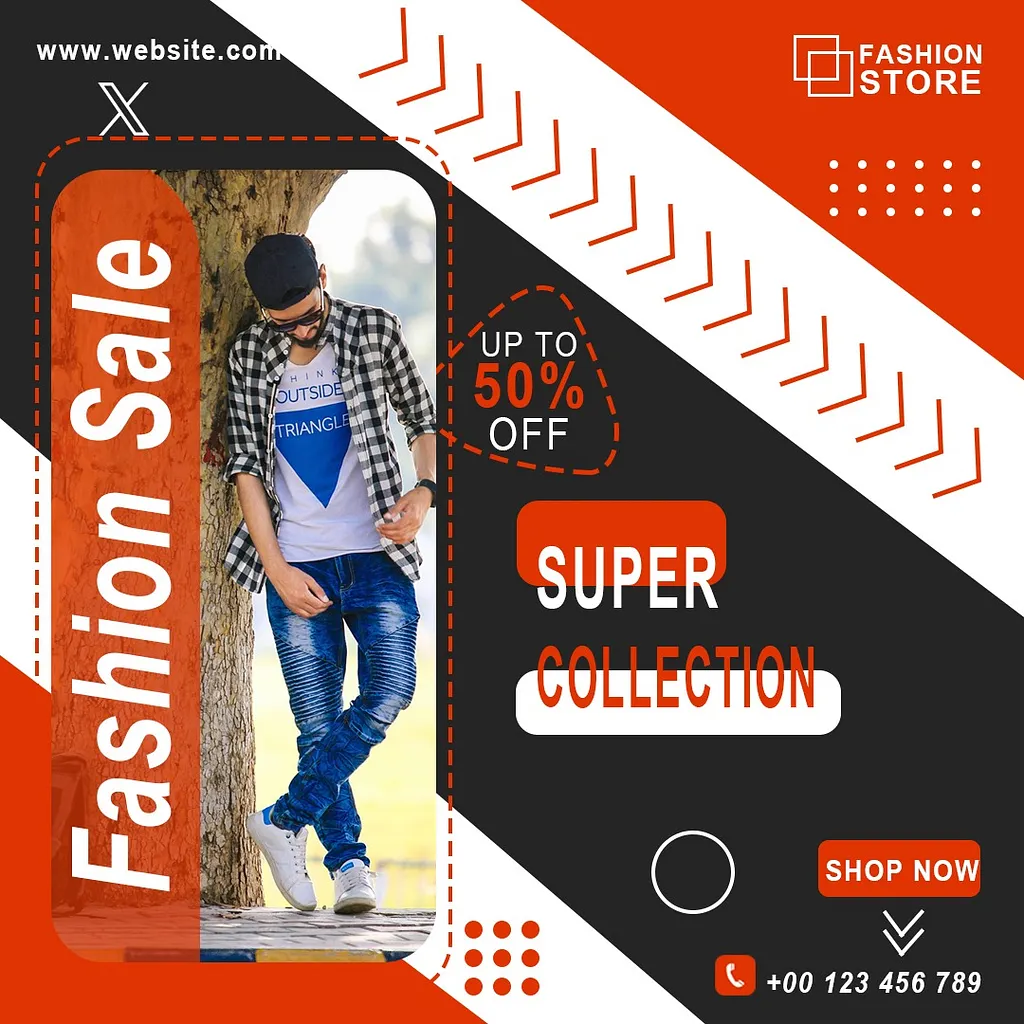 www.website.com
FASHION
STORE
Fashion Sale
THINK
OUTSIDE
TRIANGLE
UP TO
50%
OFF
SUPER
COLLECTION
SHOP NOW
+00 123 456 789